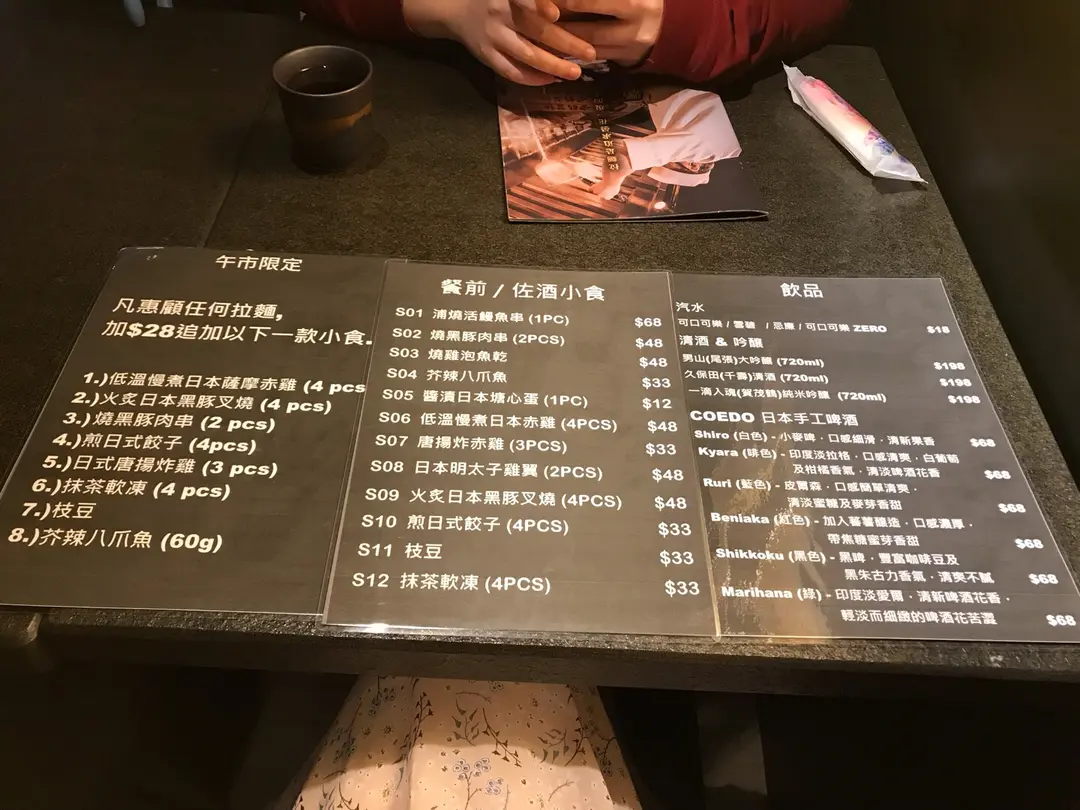 午市限定
凡惠顧任何拉麵,
加$28追加以下一款小食.
1.)低溫慢煮日本薩摩赤雞 (4 pcs
2.)火炙日本黑豚叉燒 (4 pcs)
3.)燒黑豚肉串 (2 pcs)
4.)煎日式餃子 (4pcs)
5.)日式唐揚炸雞 (3 pcs)
6.)抹茶軟凍 (4 pcs)
7.)枝豆
8.)芥辣八爪魚 (60g)
餐前 / 佐酒小食
S01 浦燒活鰻魚串 (1PC) $68
S02 燒黑豚肉串 (2PCS) $48
S03 燒雞泡魚乾 $48
S04 芥辣八爪魚 $33
S05 醬漬日本塘心蛋 (1PC) $12
S06 低溫慢煮日本赤雞 (4PCS) $48
S07 唐揚炸赤雞 (3PCS) $33
S08 日本明太子雞翼 (2PCS) $48
S09 火炙日本黑豚叉燒 (4PCS) $48
S10 煎日式餃子 (4PCS) $33
S11 枝豆 $33
S12 抹茶軟凍 (4PCS) $33
飲品
汽水
可口可樂 / 雪碧 / 忌廉 / 可口可樂 ZERO $18
清酒 & 吟釀
男山(尾張)大吟釀 (720ml) $198
久保田(千壽)清酒 (720ml) $198
一滴入魂(賀茂鶴)純米吟釀 (720ml) $198
COEDO 日本手工啤酒
Shiro (白色) - 小麥啤，口感細滑，清新果香 $68
Kyara (啡色) - 印度淡拉格，口感清爽，白葡萄
及柑橘香氣，清淡啤酒花香 $68
Ruri (藍色) - 皮爾森，口感簡單清爽，
清淡蜜糖及麥芽香甜 $68
Beniaka (紅色) - 加入蕃薯釀造，口感濃厚，
帶焦糖蜜芽香甜 $68
Shikkoku (黑色) - 黑啤，豐富咖啡豆及
黑朱古力香氣，清爽不膩 $68
Marihana (綠) - 印度淡愛爾，清新啤酒花香，
輕淡而細緻的啤酒花苦澀 $68